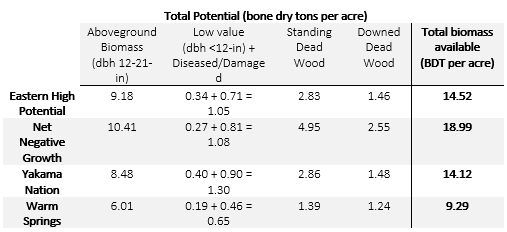 Total Potential (bone dry tons per acre)
Aboveground Biomass (dbh 12-21-in) Low value (dbh <12-in) + Diseased/Damaged Standing Dead Wood Downed Dead Wood Total biomass available (BDT per acre)
Eastern High Potential 9.18 0.34 + 0.71 = 1.05 2.83 1.46 14.52
Net Negative Growth 10.41 0.27 + 0.81 = 1.08 4.95 2.55 18.99
Yakama Nation 8.48 0.40 + 0.90 = 1.30 2.86 1.48 14.12
Warm Springs 6.01 0.19 + 0.46 = 0.65 1.39 1.24 9.29